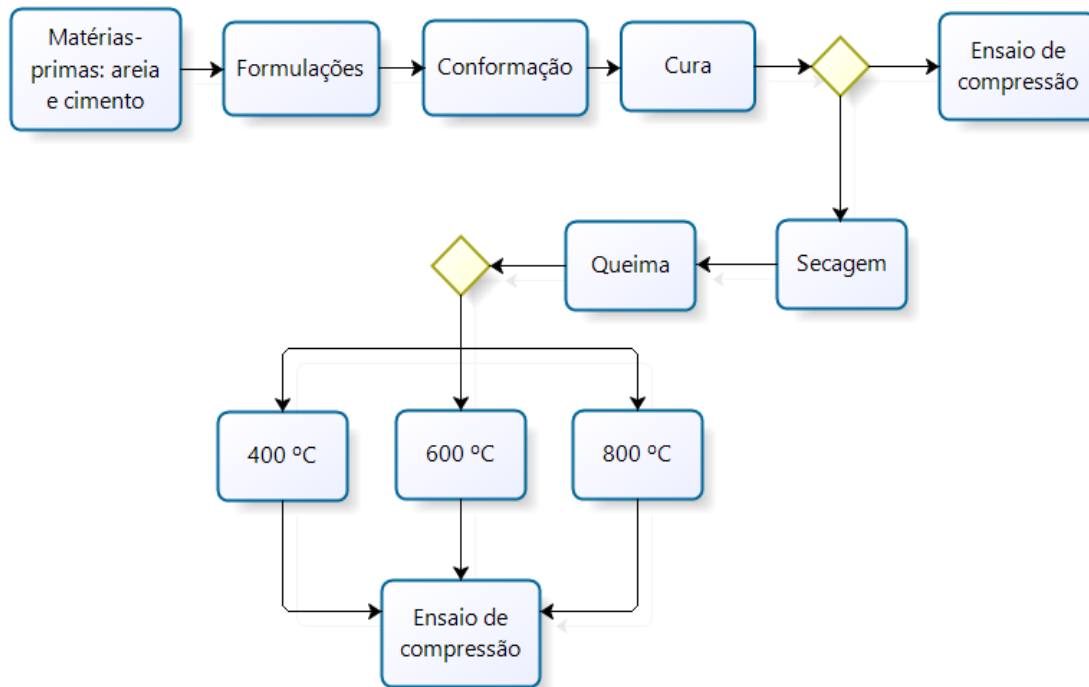 Matérias-
primas: areia
e cimento
Formulações
Conformação
Cura
Ensaio de
compressão
Secagem
Queima
400 ºC
600 ºC
800 ºC
Ensaio de
compressão